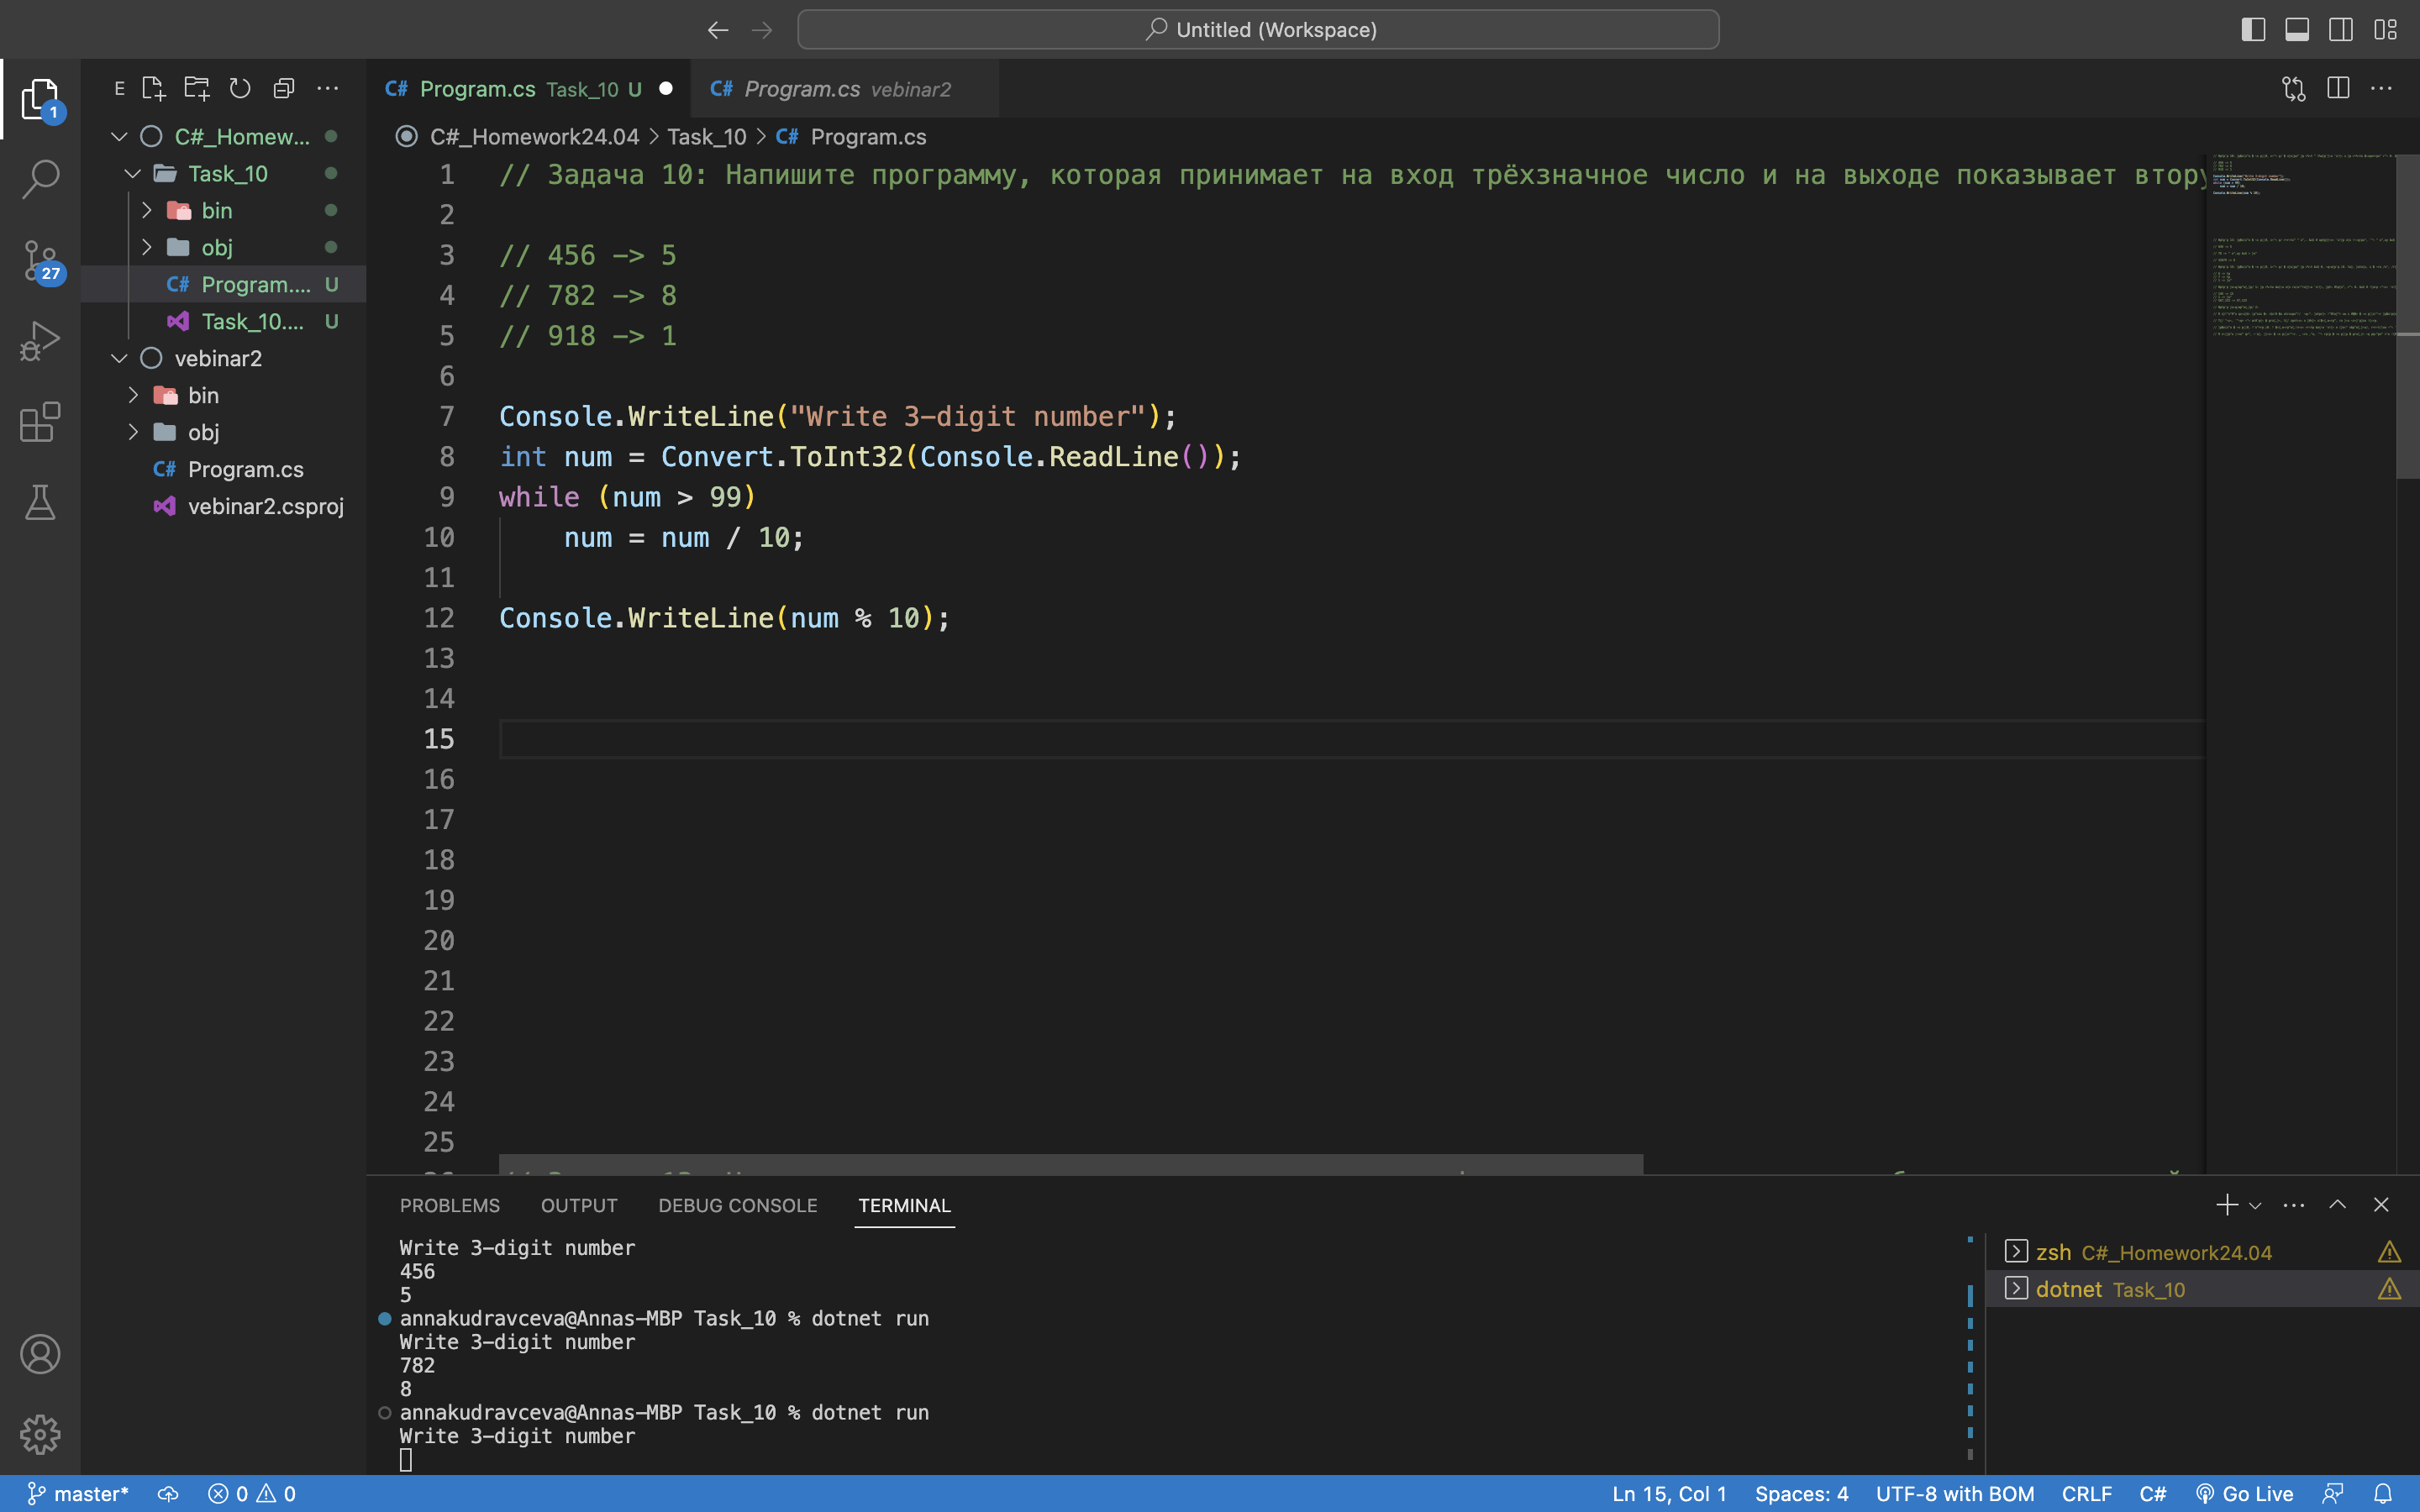 Untitled (Workspace)
E
C# Program.cs Task_10 U
C# Program.cs vebinar2
C#_Homew...
Task_10
bin
obj
C# Program.... U
Task_10.... U
vebinar2
bin
obj
C# Program.cs
vebinar2.csproj
1
27
C#_Homework24.04 > Task_10 > C# Program.cs
1 // Задача 10: Напишите программу, которая принимает на вход трёхзначное число и на выходе показывает втору
2
3 // 456 -> 5
4 // 782 -> 8
5 // 918 -> 1
6
7 Console.WriteLine("Write 3-digit number");
8 int num = Convert.ToInt32(Console.ReadLine());
9 while (num > 99)
10 num = num / 10;
11
12 Console.WriteLine(num % 10);
13
14
15
16
17
18
19
20
21
22
23
24
25
PROBLEMS OUTPUT DEBUG CONSOLE TERMINAL
Write 3-digit number
456
5
annakudravceva@Annas-MBP Task_10 % dotnet run
Write 3-digit number
782
8
annakudravceva@Annas-MBP Task_10 % dotnet run
Write 3-digit number
zsh C#_Homework24.04
dotnet Task_10
master* 0 0 Ln 15, Col 1 Spaces: 4 UTF-8 with BOM CRLF C# Go Live